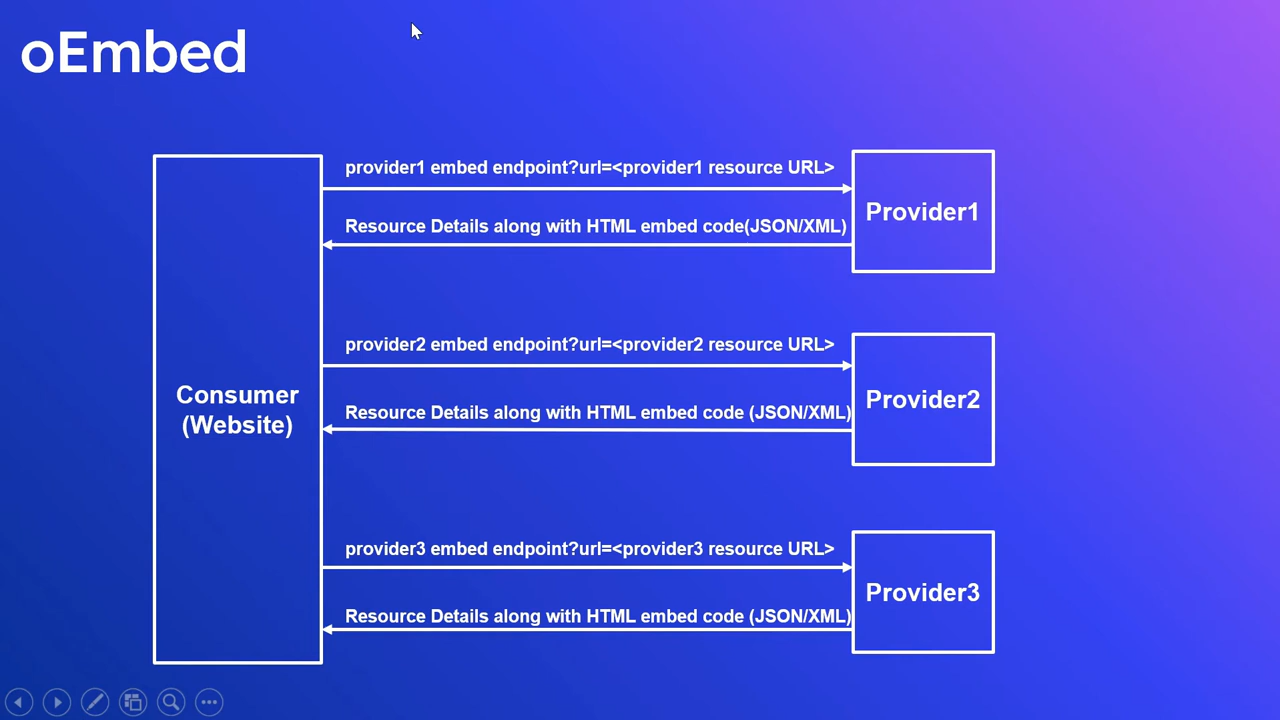 oEmbed
provider1 embed endpoint?url=<provider1 resource URL>
Provider1
Resource Details along with HTML embed code(JSON/XML)
provider2 embed endpoint?url=<provider2 resource URL>
Consumer
(Website)
Provider2
Resource Details along with HTML embed code (JSON/XML)
provider3 embed endpoint?url=<provider3 resource URL>
Provider3
Resource Details along with HTML embed code (JSON/XML)